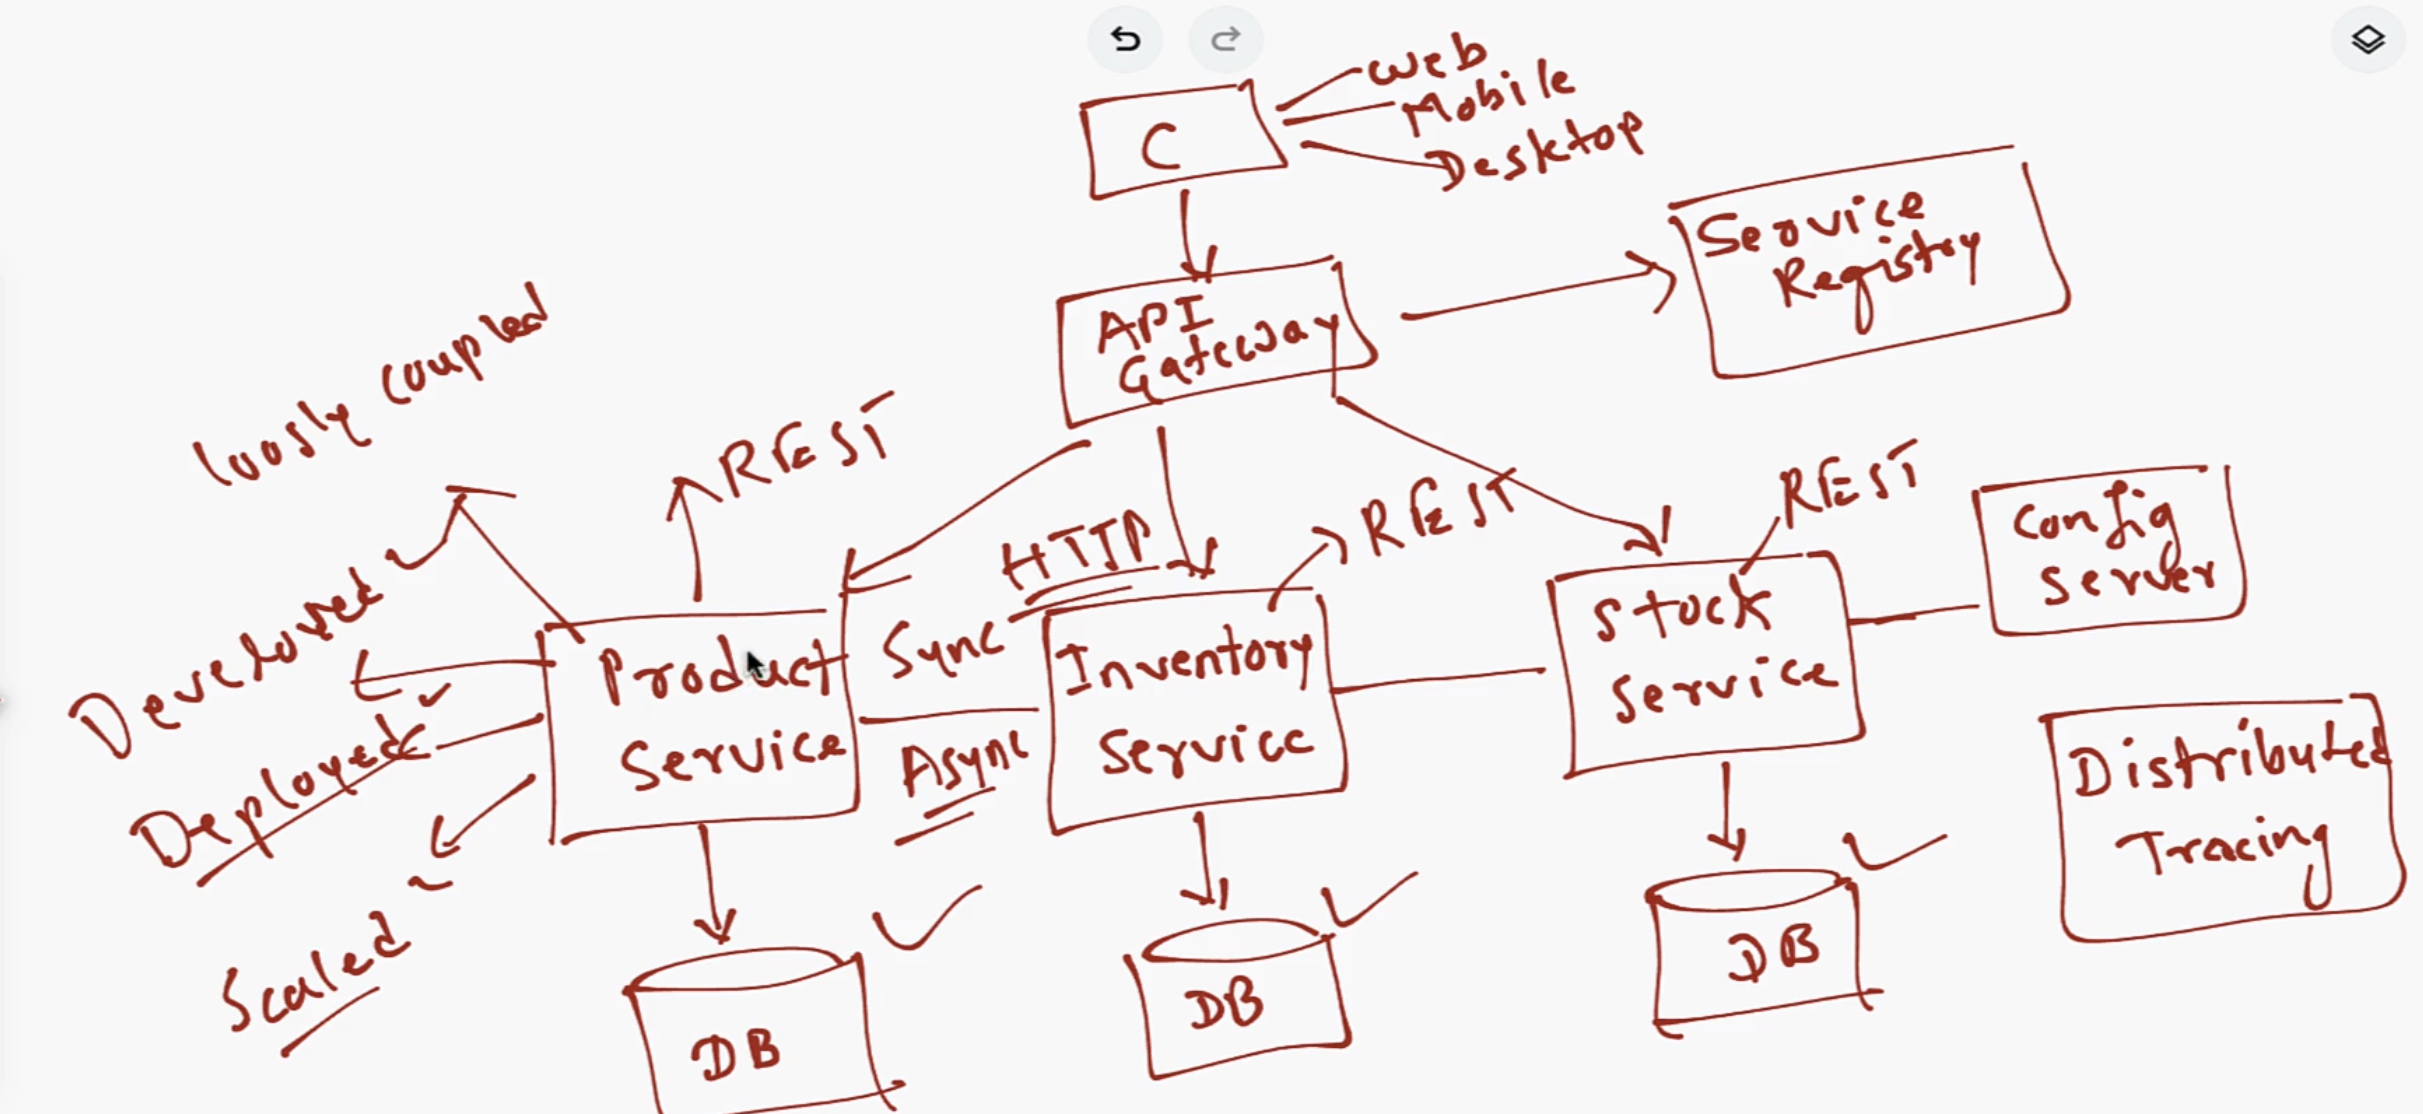 C
Web
Mobile
Desktop
API
Gateway
Service
Registry
loosly coupled
Developed
Deployed
Scaled
REST
HTTP
REST
REST
Product
Service
Sync
Async
Inventory
Service
Stock
Service
Config
Server
Distributed
Tracing
DB
DB
DB